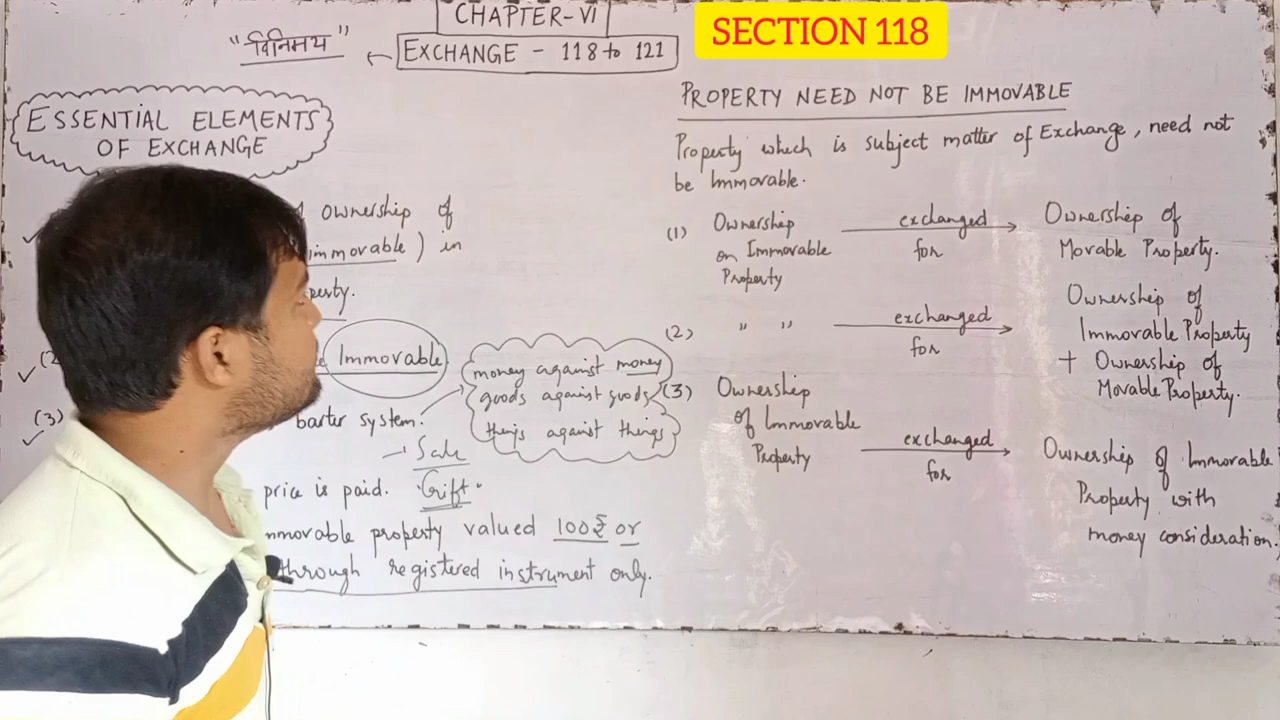 CHAPTER-VI
"विनिमय" ← EXCHANGE - 118 to 121
SECTION 118
ESSENTIAL ELEMENTS
OF EXCHANGE
ownership of
immovable) in
perty.
(2
Immovable
(3)
barter system.
money against money
goods against goods
things against things
Sale
price is paid. Gift.
mmovable property valued 100₹ or
through registered instrument only.
PROPERTY NEED NOT BE IMMOVABLE
Property which is subject matter of Exchange, need not
be Immovable.
(1) Ownership on Immovable Property
exchanged for
Ownership of
Movable Property.
(2) " "
exchanged for
Ownership of
Immovable Property
+ Ownership of
Movable Property.
(3) Ownership
of Immovable
Property
exchanged for
Ownership of Immovable
Property with
money consideration.